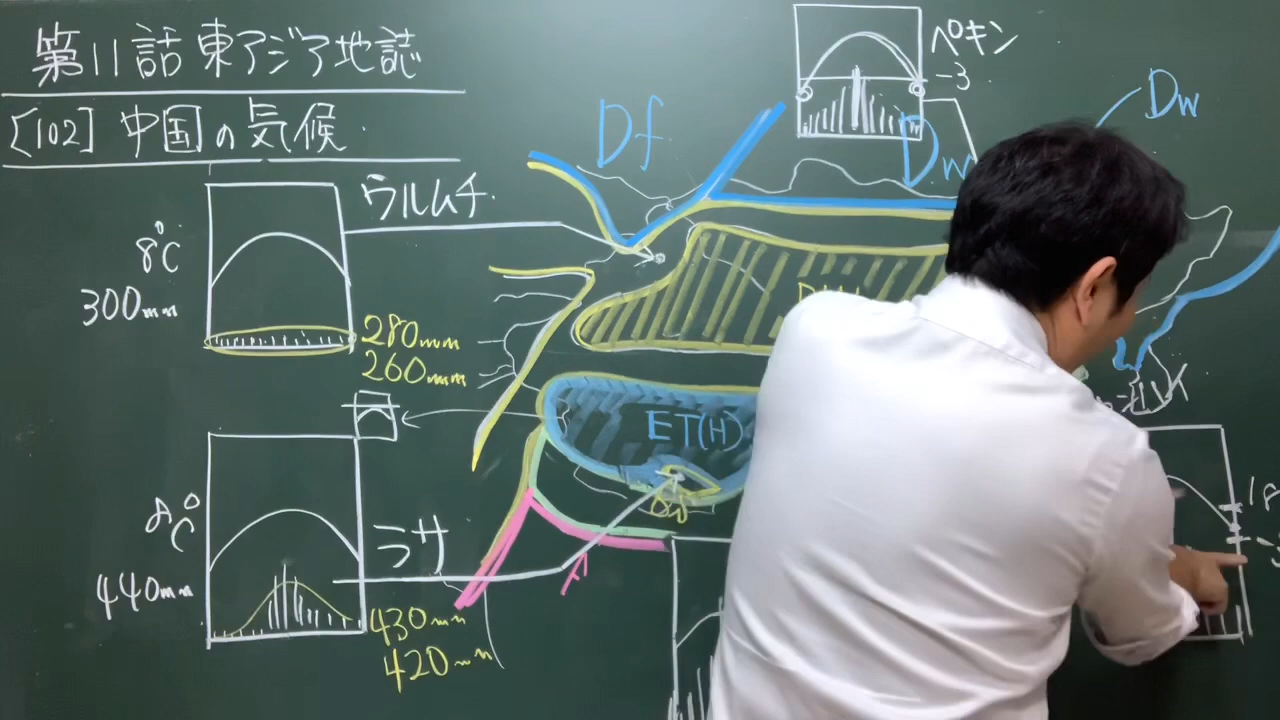 第11話 東アジア地誌
[102] 中国の気候
ペキン
-3
Df
Dw
Dw
ウルムチ
8℃
300mm
280mm
260mm
ET(H)
ラサ
8℃
440mm
430mm
420mm
18